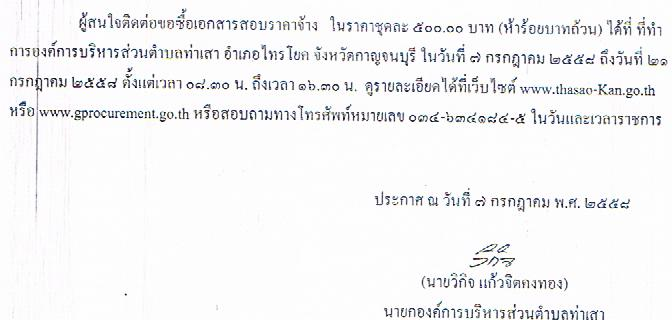 ผู้สนใจติดต่อขอซื้อเอกสารสอบราคาจ้าง ในราคาชุดละ ๕๐๐.๐๐ บาท (ห้าร้อยบาทถ้วน) ได้ที่ ที่ทำ
การองค์การบริหารส่วนตำบลท่าเสา อำเภอไทรโยค จังหวัดกาญจนบุรี ในวันที่ ๗ กรกฎาคม ๒๕๕๘ ถึงวันที่ ๒๑
กรกฎาคม ๒๕๕๘ ตั้งแต่เวลา ๐๘.๓๐ น. ถึงเวลา ๑๖.๓๐ น. ดูรายละเอียดได้ที่เว็บไซต์ www.thasao-Kan.go.th
หรือ www.gprocurement.go.th หรือสอบถามทางโทรศัพท์หมายเลข ๐๓๔-๖๓๔๑๘๔-๕ ในวันและเวลาราชการ
ประกาศ ณ วันที่ ๗ กรกฎาคม พ.ศ. ๒๕๕๘
(นายวิกิจ แก้วจิตคงทอง)
นายกองค์การบริหารส่วนตำบลท่าเสา